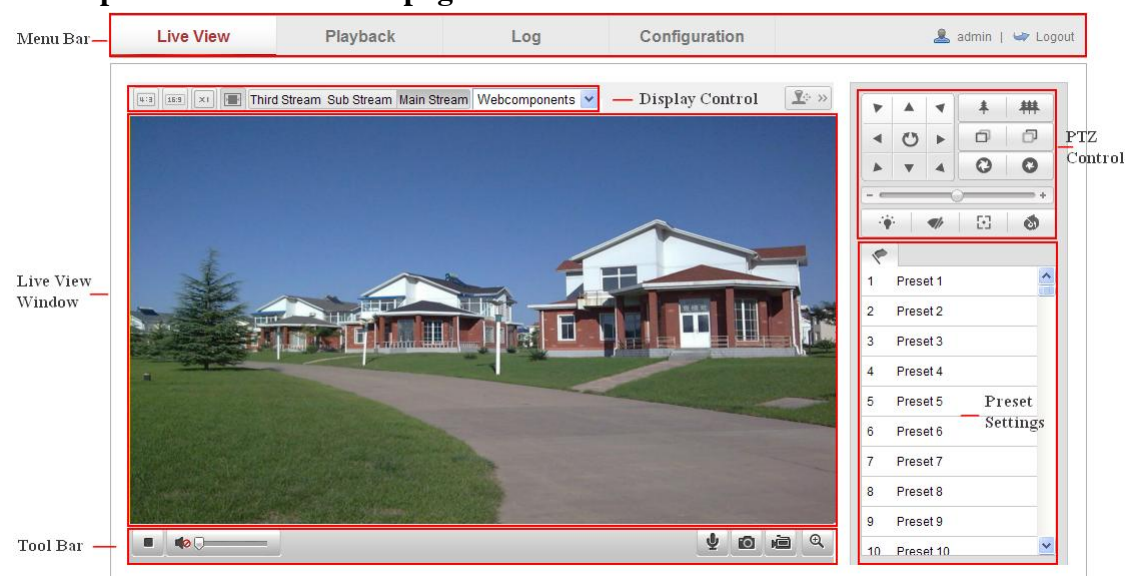 Menu Bar
Live View Playback Log Configuration admin | Logout
4:3 16:9 X1 Third Stream Sub Stream Main Stream Webcomponents Display Control
PTZ
Control
Live View
Window
1 Preset 1
2 Preset 2
3 Preset 3
4 Preset 4
5 Preset 5
6 Preset 6
7 Preset 7
8 Preset 8
9 Preset 9
10 Preset 10
Preset
Settings
Tool Bar